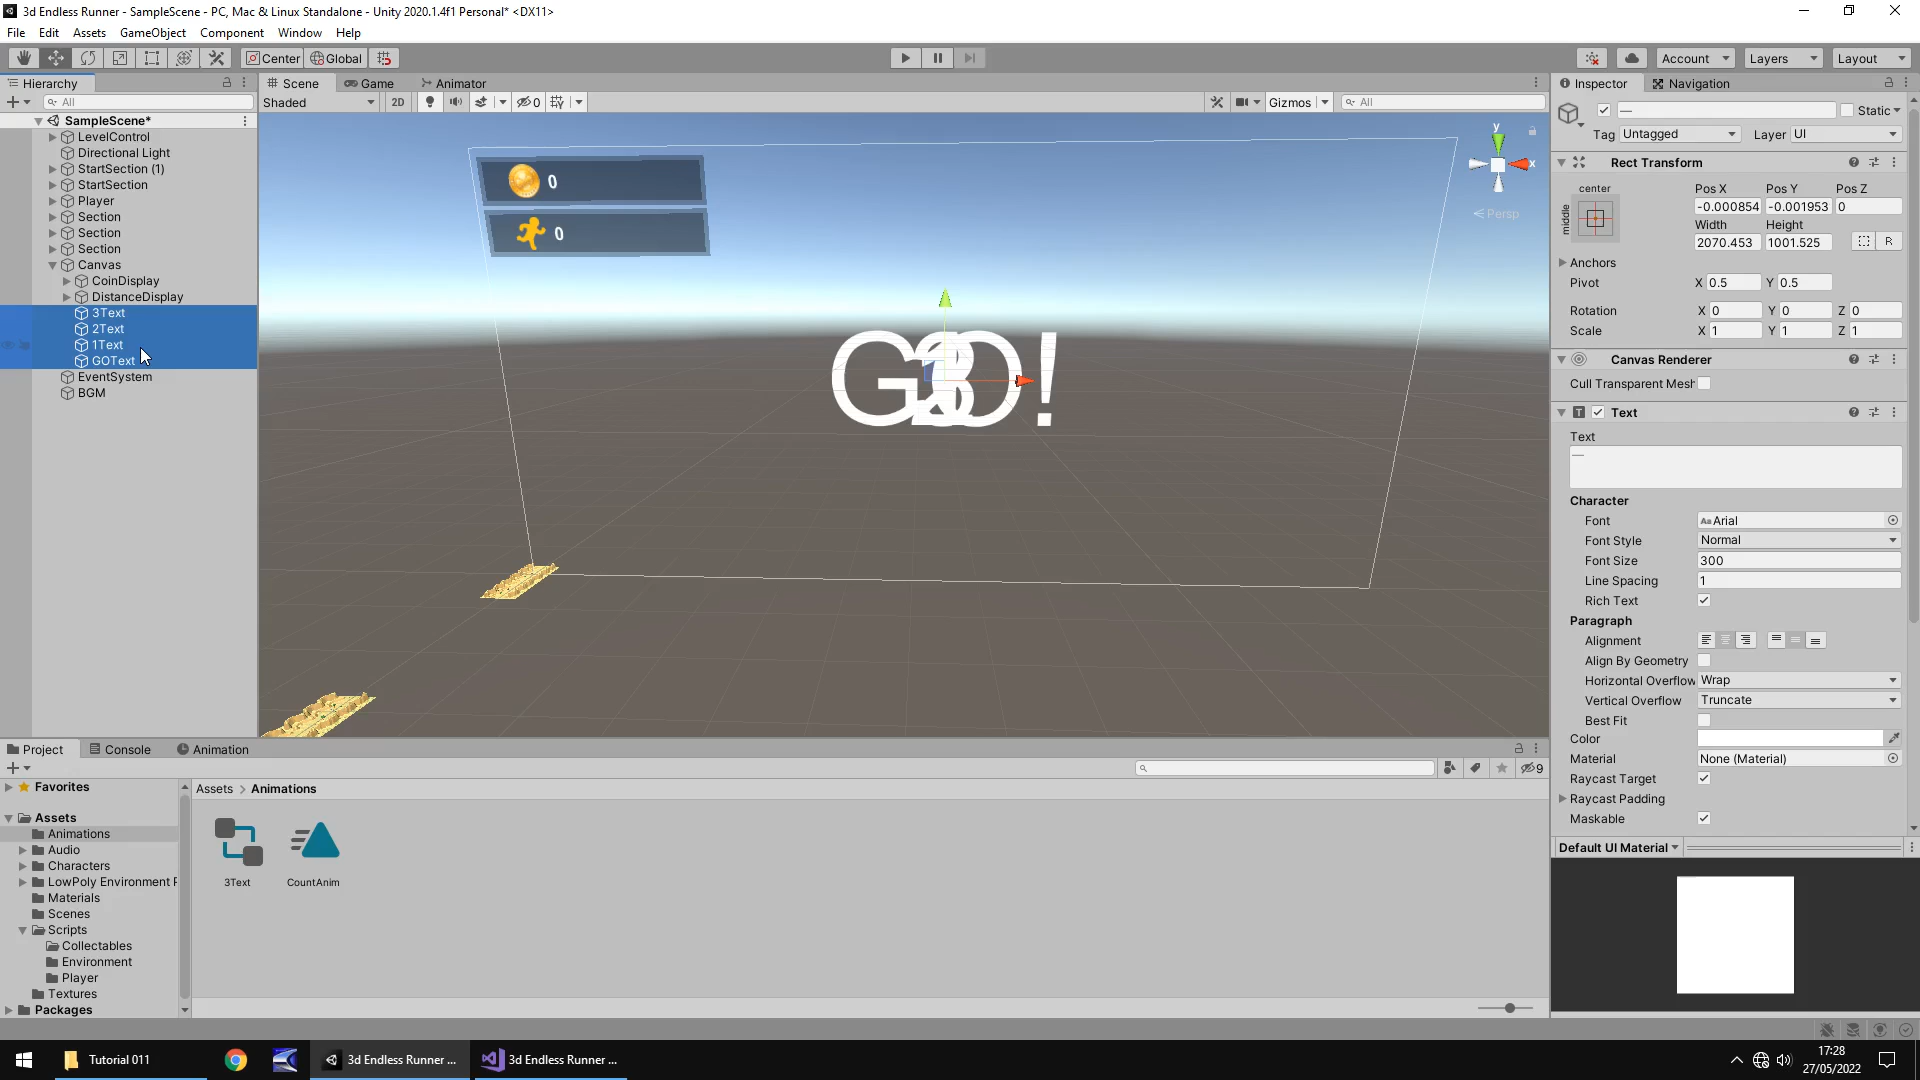 3d Endless Runner - SampleScene - PC, Mac & Linux Standalone - Unity 2020.1.4f1 Personal* <DX11>
File Edit Assets GameObject Component Window Help
Center Global Account Layers Layout
Hierarchy
All
SampleScene*
LevelControl
Directional Light
StartSection (1)
StartSection
Player
Section
Section
Section
Canvas
CoinDisplay
DistanceDisplay
3Text
2Text
1Text
GOText
EventSystem
BGM
Scene Game Animator
Shaded 2D 0 Gizmos All
0
0
GO!
y
x
Persp
Inspector Navigation
Static
Tag Untagged Layer UI
Rect Transform
center
middle
Pos X Pos Y Pos Z
-0.000854 -0.001953 0
Width Height
2070.453 1001.525 R
Anchors
Pivot X 0.5 Y 0.5
Rotation X 0 Y 0 Z 0
Scale X 1 Y 1 Z 1
Canvas Renderer
Cull Transparent Mesh
Text
Text
—
Character
Font Arial
Font Style Normal
Font Size 300
Line Spacing 1
Rich Text
Paragraph
Alignment
Align By Geometry
Horizontal Overflow Wrap
Vertical Overflow Truncate
Best Fit
Color
Material None (Material)
Raycast Target
Raycast Padding
Maskable
Default UI Material
Project Console Animation
9
Favorites
Assets
Animations
Audio
Characters
LowPoly Environment P
Materials
Scenes
Scripts
Collectables
Environment
Player
Textures
Packages
Assets > Animations
3Text CountAnim
Tutorial 011 3d Endless Runner ... 3d Endless Runner ...
17:28
27/05/2022